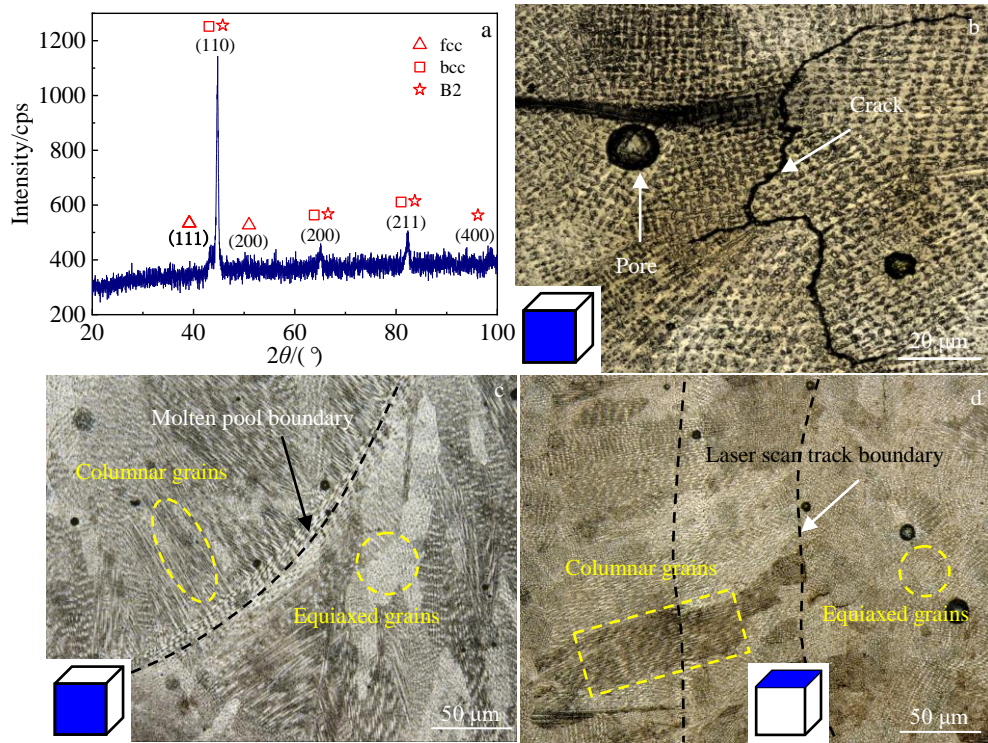 a
(110)
fcc
bcc
B2
(111)
(200)
(200)
(211)
(400)
1200
1000
800
600
400
200
Intensity/cps
20
40
60
80
100
2θ/(°)
b
Crack
Pore
20 μm
c
Molten pool boundary
Columnar grains
Equiaxed grains
50 μm
d
Laser scan track boundary
Columnar grains
Equiaxed grains
50 μm